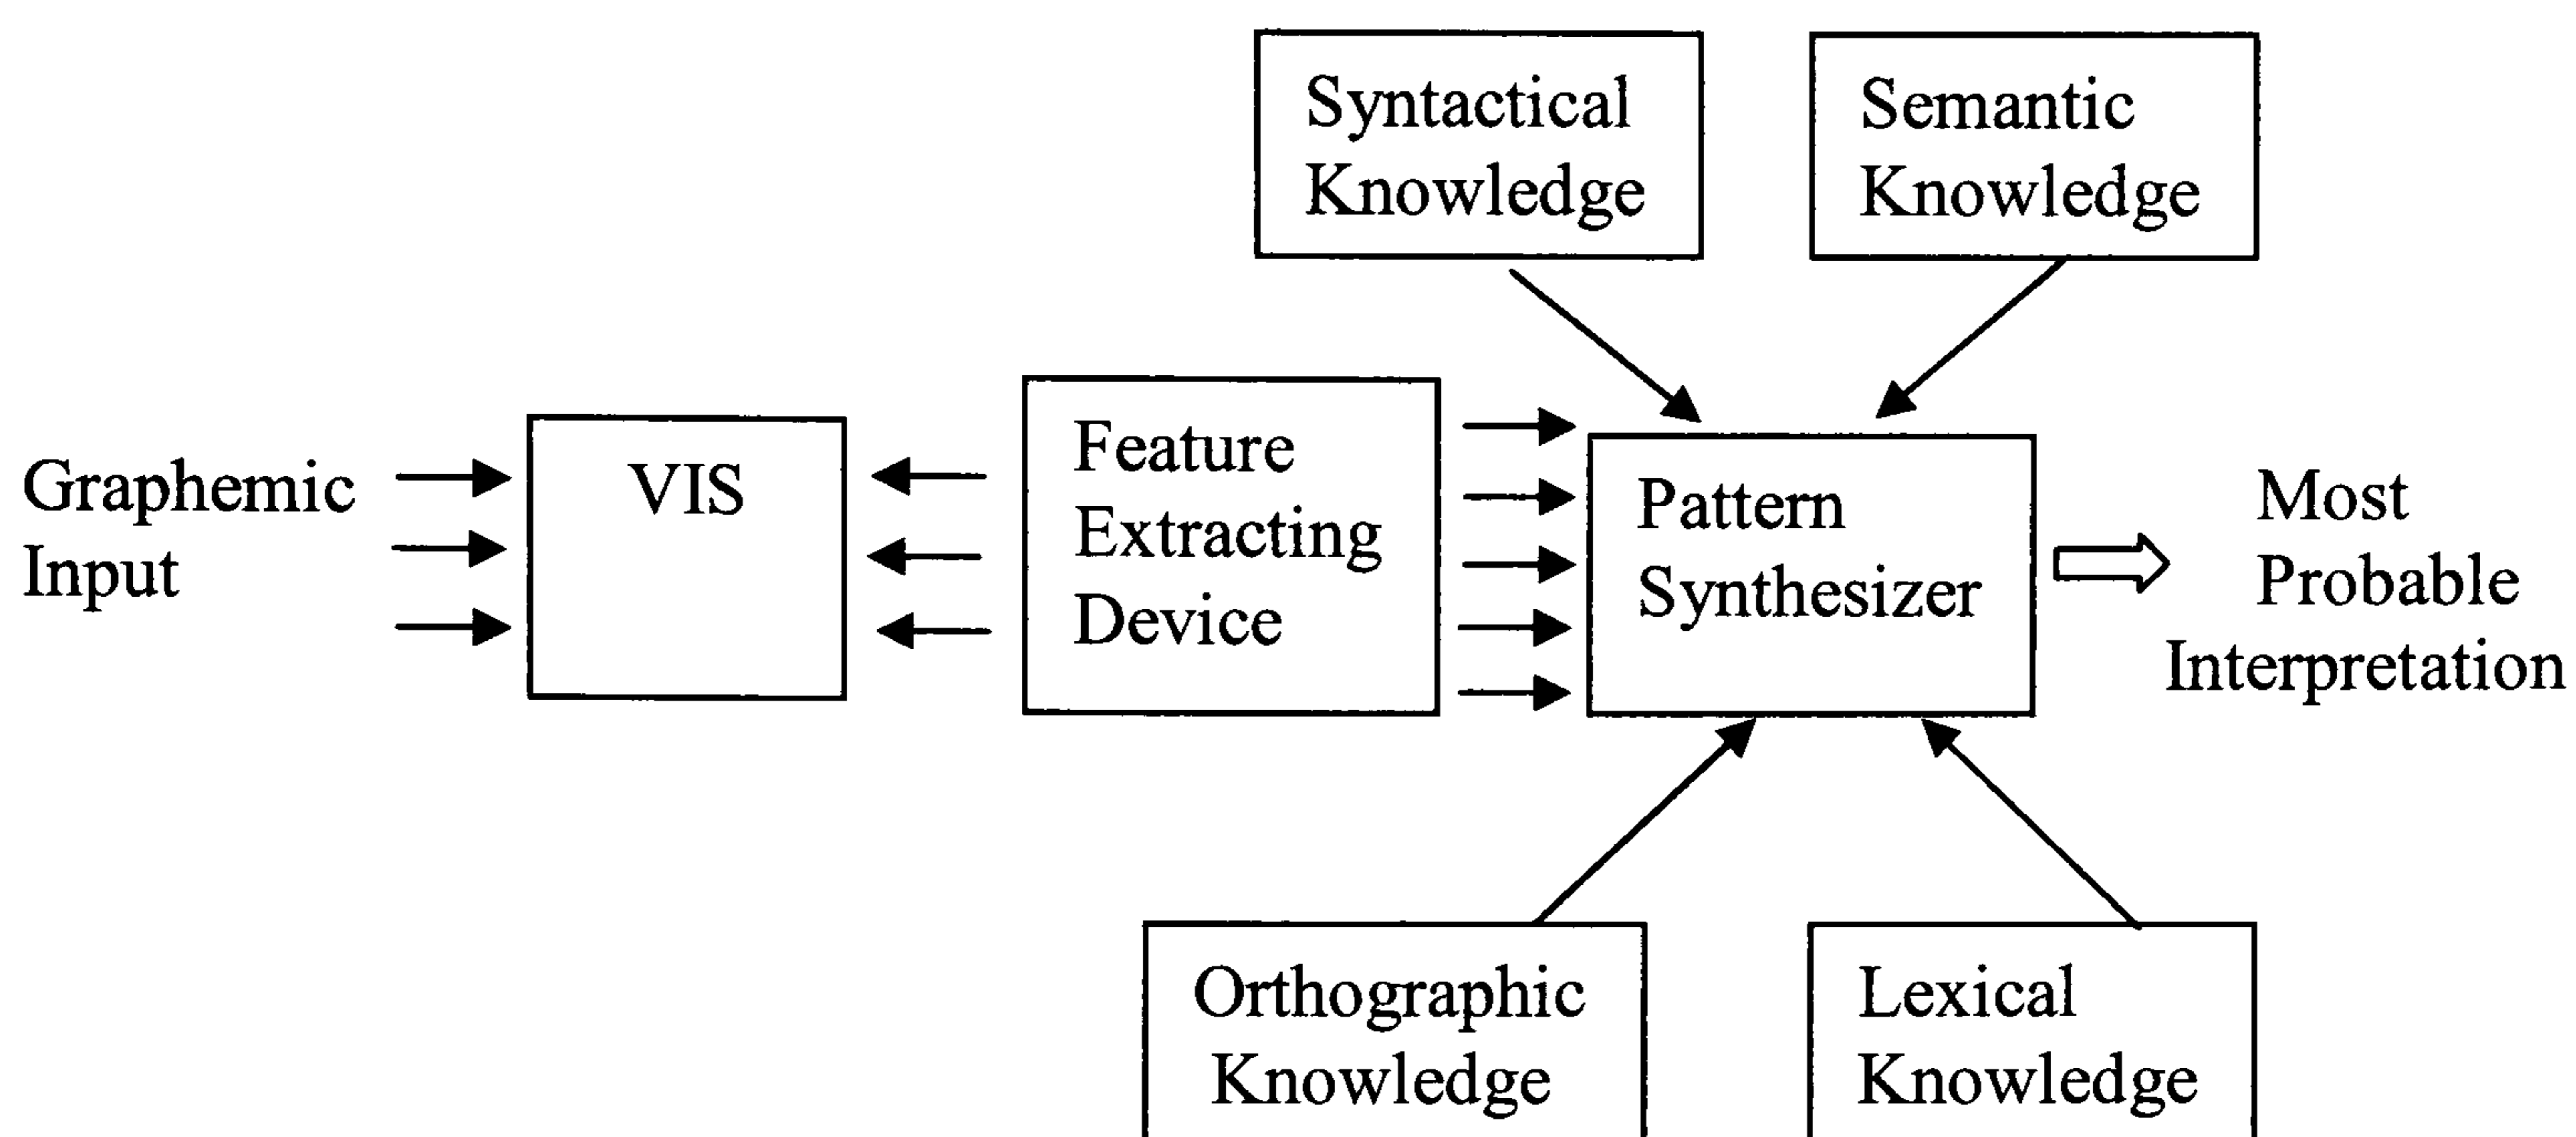 Syntactical
Knowledge
Semantic
Knowledge
Graphemic
Input
VIS
Feature
Extracting
Device
Pattern
Synthesizer
Most
Probable
Interpretation
Orthographic
Knowledge
Lexical
Knowledge